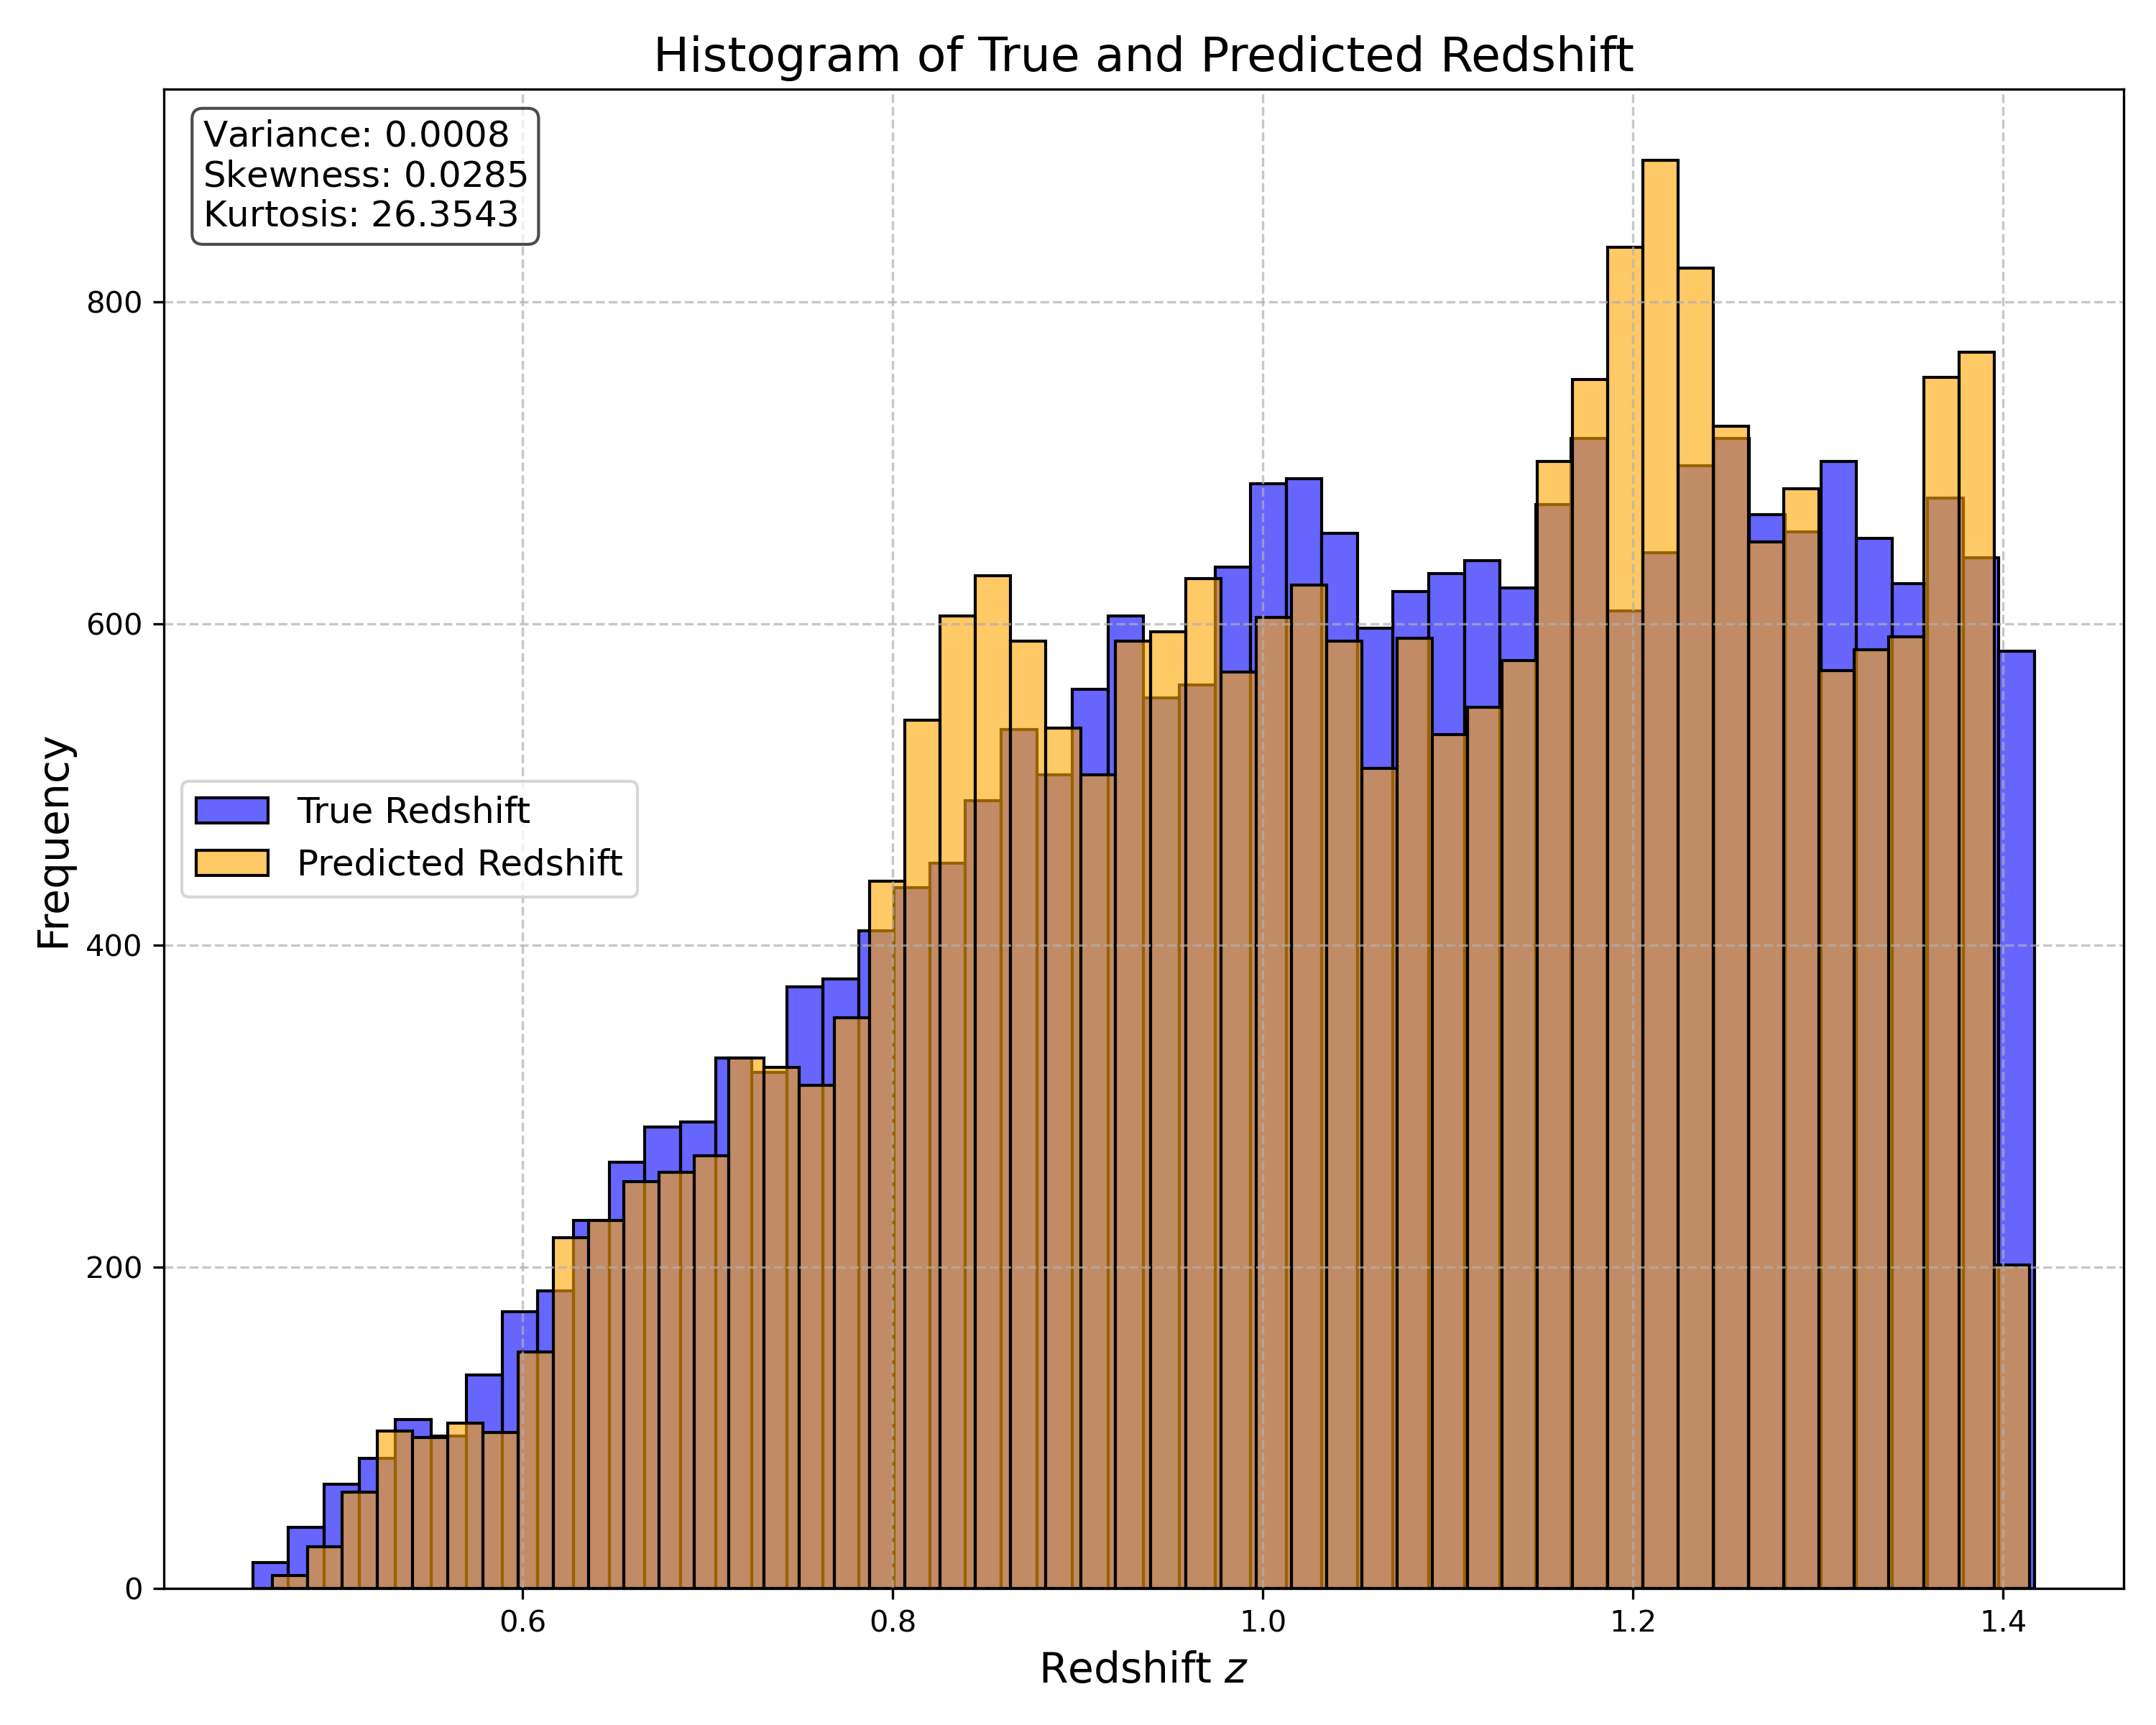 Histogram of True and Predicted Redshift
Variance: 0.0008
Skewness: 0.0285
Kurtosis: 26.3543
800
600
400
200
0
Frequency
True Redshift
Predicted Redshift
0.6
0.8
1.0
1.2
1.4
Redshift z